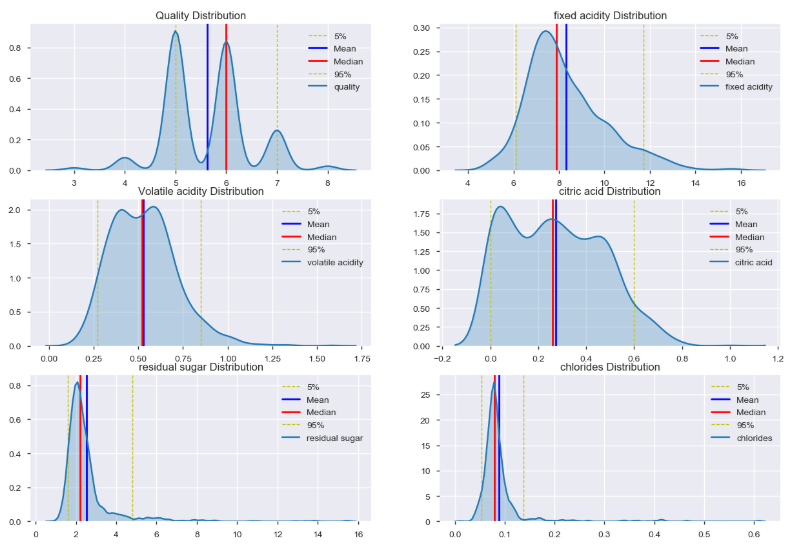 Quality Distribution
5%
Mean
Median
95%
quality
0.8
0.6
0.4
0.2
0.0
3 4 5 6 7 8
fixed acidity Distribution
5%
Mean
Median
95%
fixed acidity
0.30
0.25
0.20
0.15
0.10
0.05
0.00
4 6 8 10 12 14 16
Volatile acidity Distribution
5%
Mean
Median
95%
volatile acidity
2.0
1.5
1.0
0.5
0.0
0.00 0.25 0.50 0.75 1.00 1.25 1.50 1.75
citric acid Distribution
5%
Mean
Median
95%
citric acid
1.75
1.50
1.25
1.00
0.75
0.50
0.25
0.00
−0.2 0.0 0.2 0.4 0.6 0.8 1.0 1.2
residual sugar Distribution
5%
Mean
Median
95%
residual sugar
0.8
0.6
0.4
0.2
0.0
0 2 4 6 8 10 12 14 16
chlorides Distribution
5%
Mean
Median
95%
chlorides
25
20
15
10
5
0
0.0 0.1 0.2 0.3 0.4 0.5 0.6